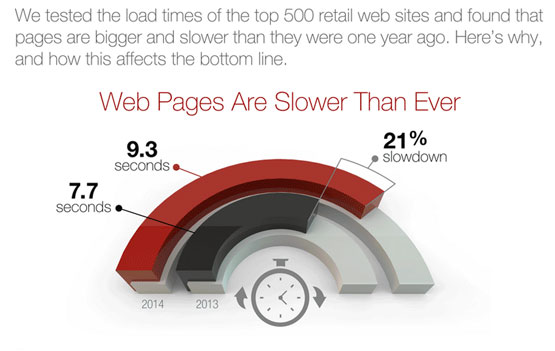 We tested the load times of the top 500 retail web sites and found that
pages are bigger and slower than they were one year ago. Here's why,
and how this affects the bottom line.
Web Pages Are Slower Than Ever
9.3
seconds
21%
slowdown
7.7
seconds
2014
2013